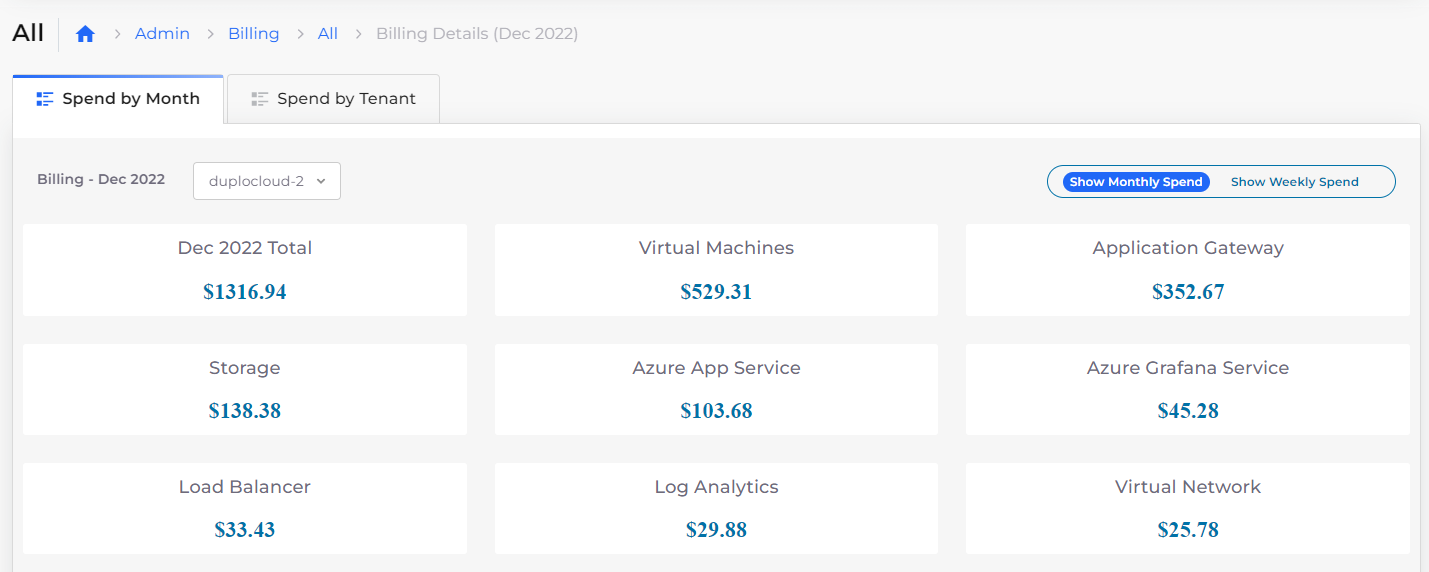 All > Admin > Billing > All > Billing Details (Dec 2022)
Spend by Month Spend by Tenant
Billing - Dec 2022 duplocloud-2 Show Monthly Spend Show Weekly Spend
Dec 2022 Total Virtual Machines Application Gateway
$1316.94 $529.31 $352.67
Storage Azure App Service Azure Grafana Service
$138.38 $103.68 $45.28
Load Balancer Log Analytics Virtual Network
$33.43 $29.88 $25.78